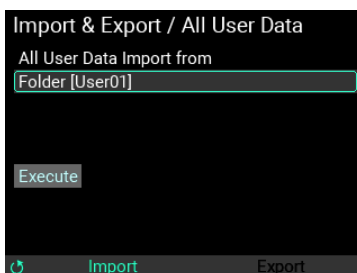 Import & Export / All User Data
All User Data Import from
Folder [User01]
Execute
Import Export